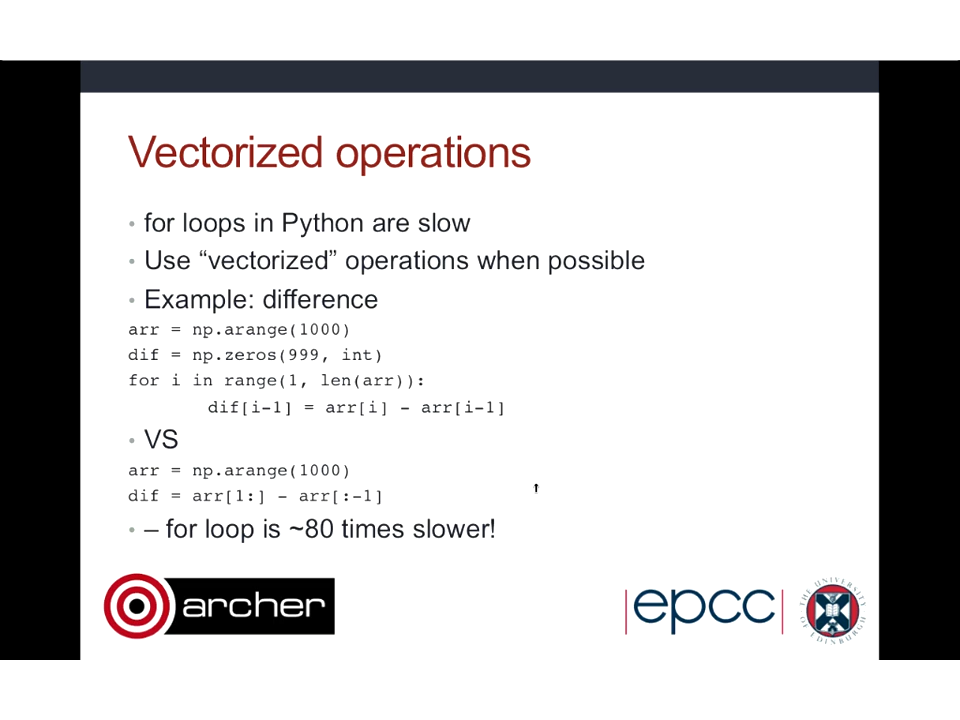 Vectorized operations
• for loops in Python are slow
• Use “vectorized” operations when possible
• Example: difference
arr = np.arange(1000)
dif = np.zeros(999, int)
for i in range(1, len(arr)):
dif[i-1] = arr[i] - arr[i-1]
• VS
arr = np.arange(1000)
dif = arr[1:] - arr[:-1]
• – for loop is ~80 times slower!
archer
|epcc|
THE UNIVERSITY OF EDINBURGH